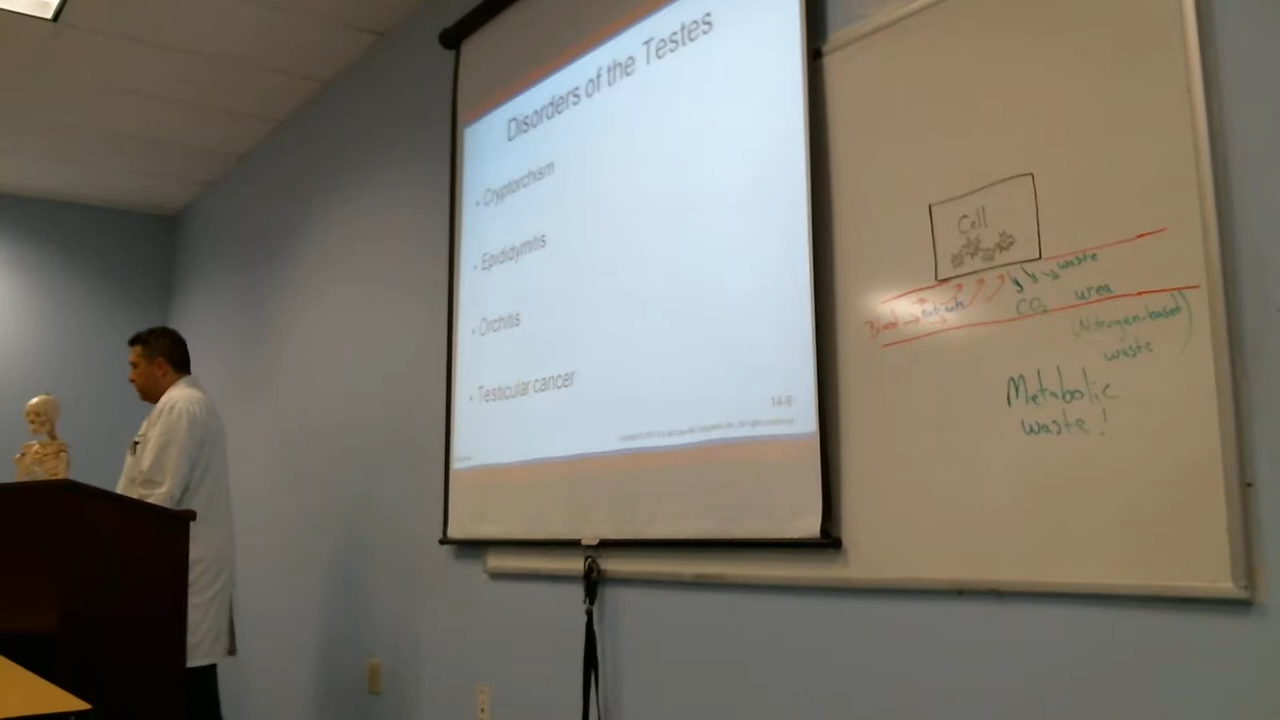 Disorders of the Testes
• Cryptorchism
• Epididymitis
• Orchitis
• Testicular cancer
14-9
Cell
waste
Blood
CO₂ urea
(Nitrogen-based)
waste
Metabolic
waste!